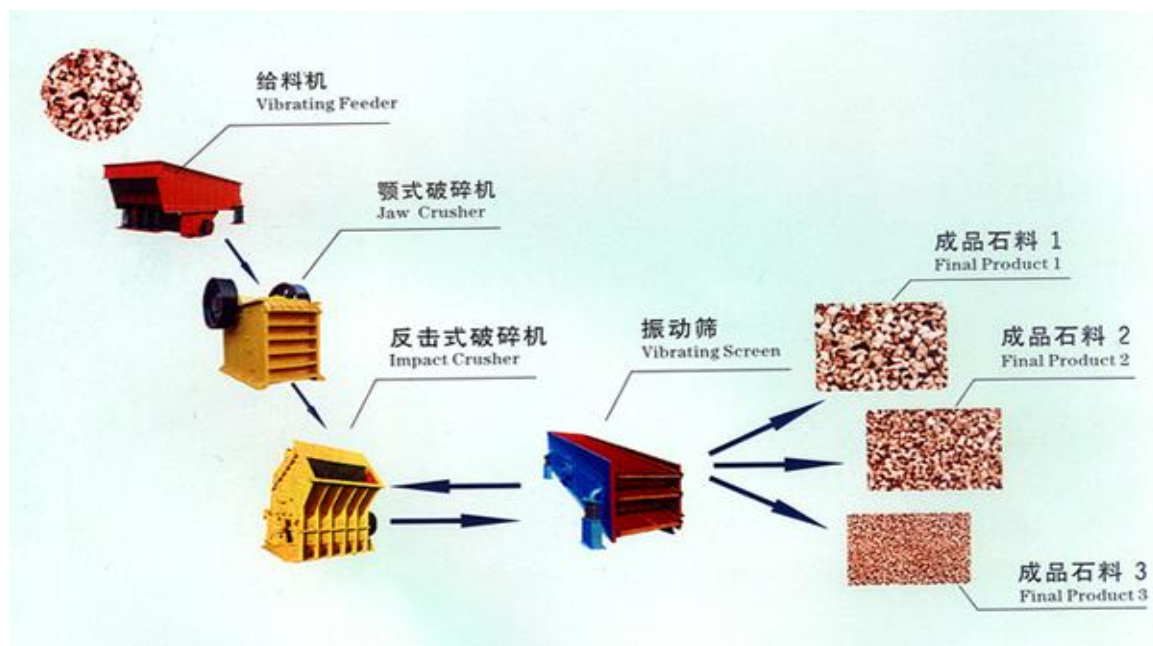 给料机
Vibrating Feeder
颚式破碎机
Jaw Crusher
反击式破碎机
Impact Crusher
振动筛
Vibrating Screen
成品石料 1
Final Product 1
成品石料 2
Final Product 2
成品石料 3
Final Product 3